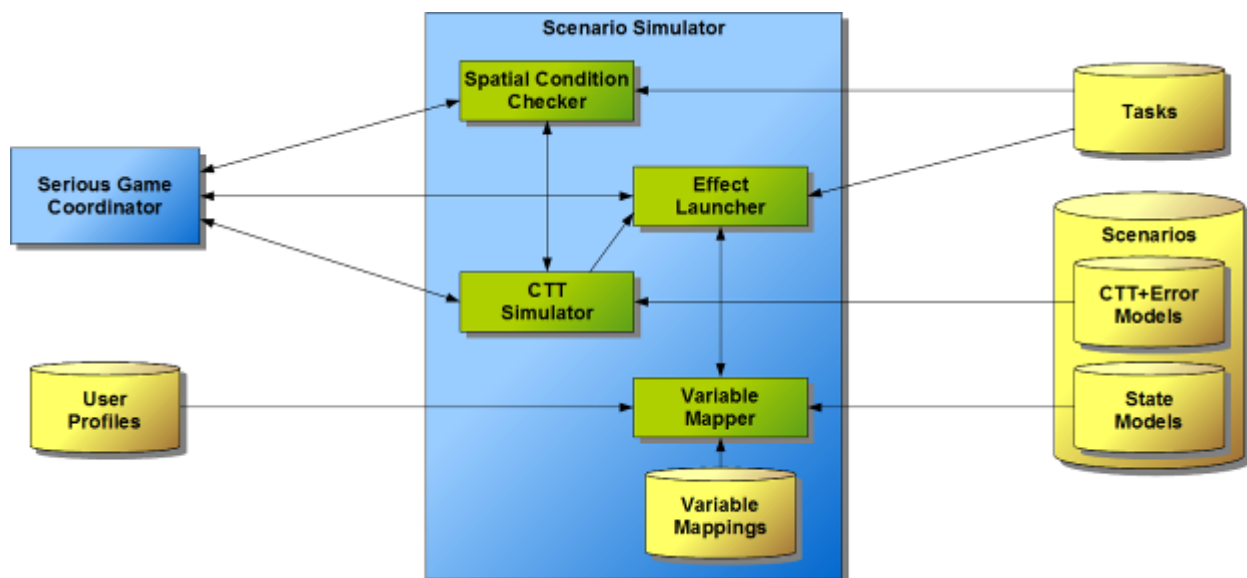 Scenario Simulator
Spatial Condition
Checker
Tasks
Serious Game
Coordinator
Effect
Launcher
Scenarios
CTT
Simulator
CTT+Error
Models
User
Profiles
Variable
Mapper
State
Models
Variable
Mappings